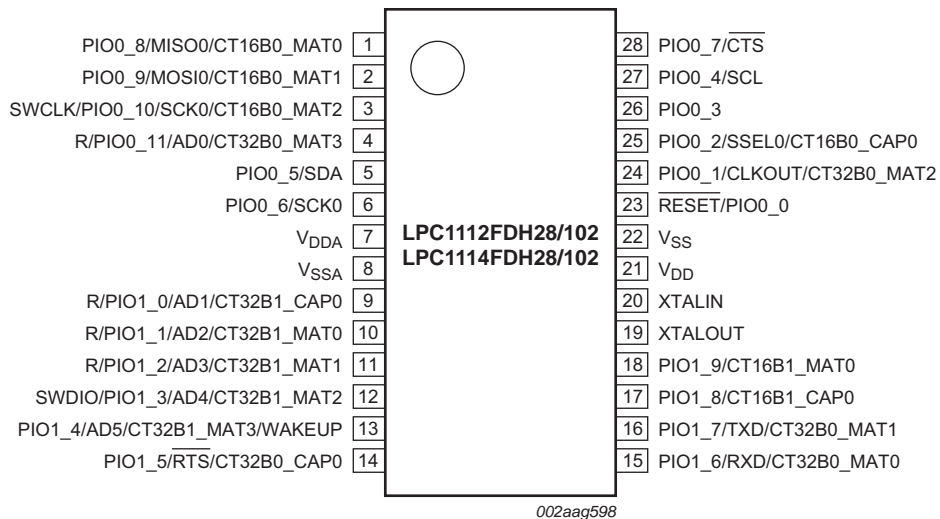 PIO0_8/MISO0/CT16B0_MAT0 1
PIO0_9/MOSI0/CT16B0_MAT1 2
SWCLK/PIO0_10/SCK0/CT16B0_MAT2 3
R/PIO0_11/AD0/CT32B0_MAT3 4
PIO0_5/SDA 5
PIO0_6/SCK0 6
VDDA 7
VSSA 8
R/PIO1_0/AD1/CT32B1_CAP0 9
R/PIO1_1/AD2/CT32B1_MAT0 10
R/PIO1_2/AD3/CT32B1_MAT1 11
SWDIO/PIO1_3/AD4/CT32B1_MAT2 12
PIO1_4/AD5/CT32B1_MAT3/WAKEUP 13
PIO1_5/RTS/CT32B0_CAP0 14
LPC1112FDH28/102
LPC1114FDH28/102
28 PIO0_7/CTS
27 PIO0_4/SCL
26 PIO0_3
25 PIO0_2/SSEL0/CT16B0_CAP0
24 PIO0_1/CLKOUT/CT32B0_MAT2
23 RESET/PIO0_0
22 VSS
21 VDD
20 XTALIN
19 XTALOUT
18 PIO1_9/CT16B1_MAT0
17 PIO1_8/CT16B1_CAP0
16 PIO1_7/TXD/CT32B0_MAT1
15 PIO1_6/RXD/CT32B0_MAT0
002aag598